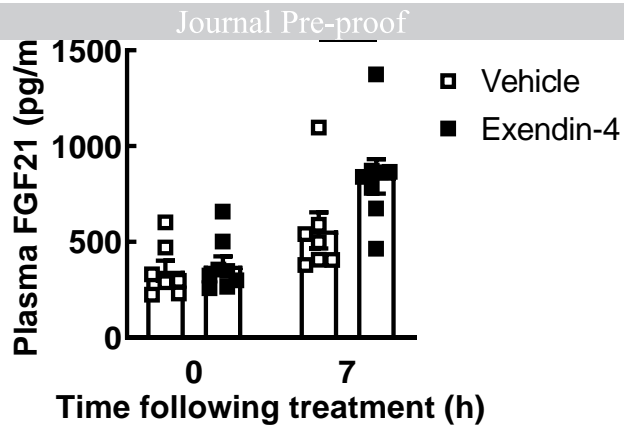 Journal Pre-proof
Plasma FGF21 (pg/m
1500
1000
500
0
Vehicle
Exendin-4
0 7
Time following treatment (h)